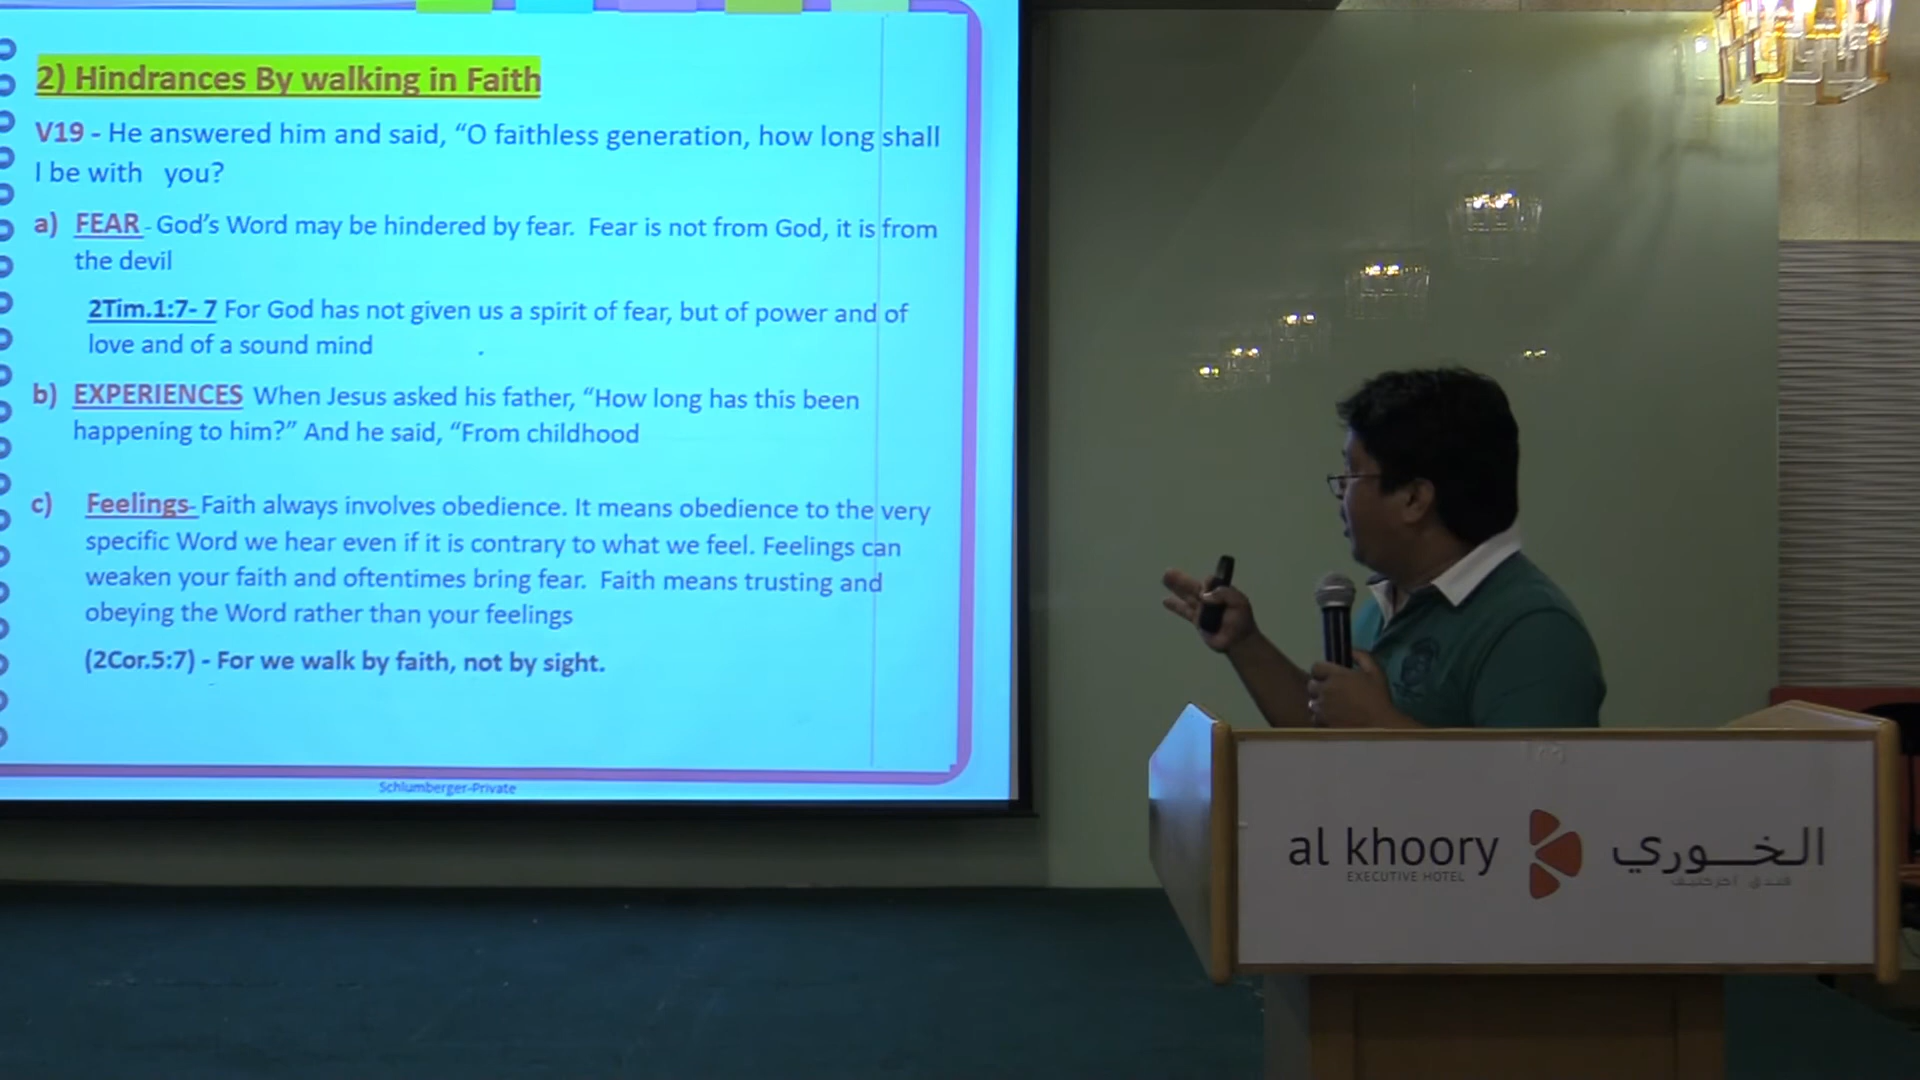 2) Hindrances By walking in Faith
V19 - He answered him and said, “O faithless generation, how long shall
I be with you?
a) FEAR - God’s Word may be hindered by fear. Fear is not from God, it is from
the devil
2Tim.1:7- 7 For God has not given us a spirit of fear, but of power and of
love and of a sound mind
b) EXPERIENCES When Jesus asked his father, “How long has this been
happening to him?” And he said, “From childhood
c) Feelings- Faith always involves obedience. It means obedience to the very
specific Word we hear even if it is contrary to what we feel. Feelings can
weaken your faith and oftentimes bring fear. Faith means trusting and
obeying the Word rather than your feelings
(2Cor.5:7) - For we walk by faith, not by sight.
Schlumberger-Private
al khoory الخوري
EXECUTIVE HOTEL فندق